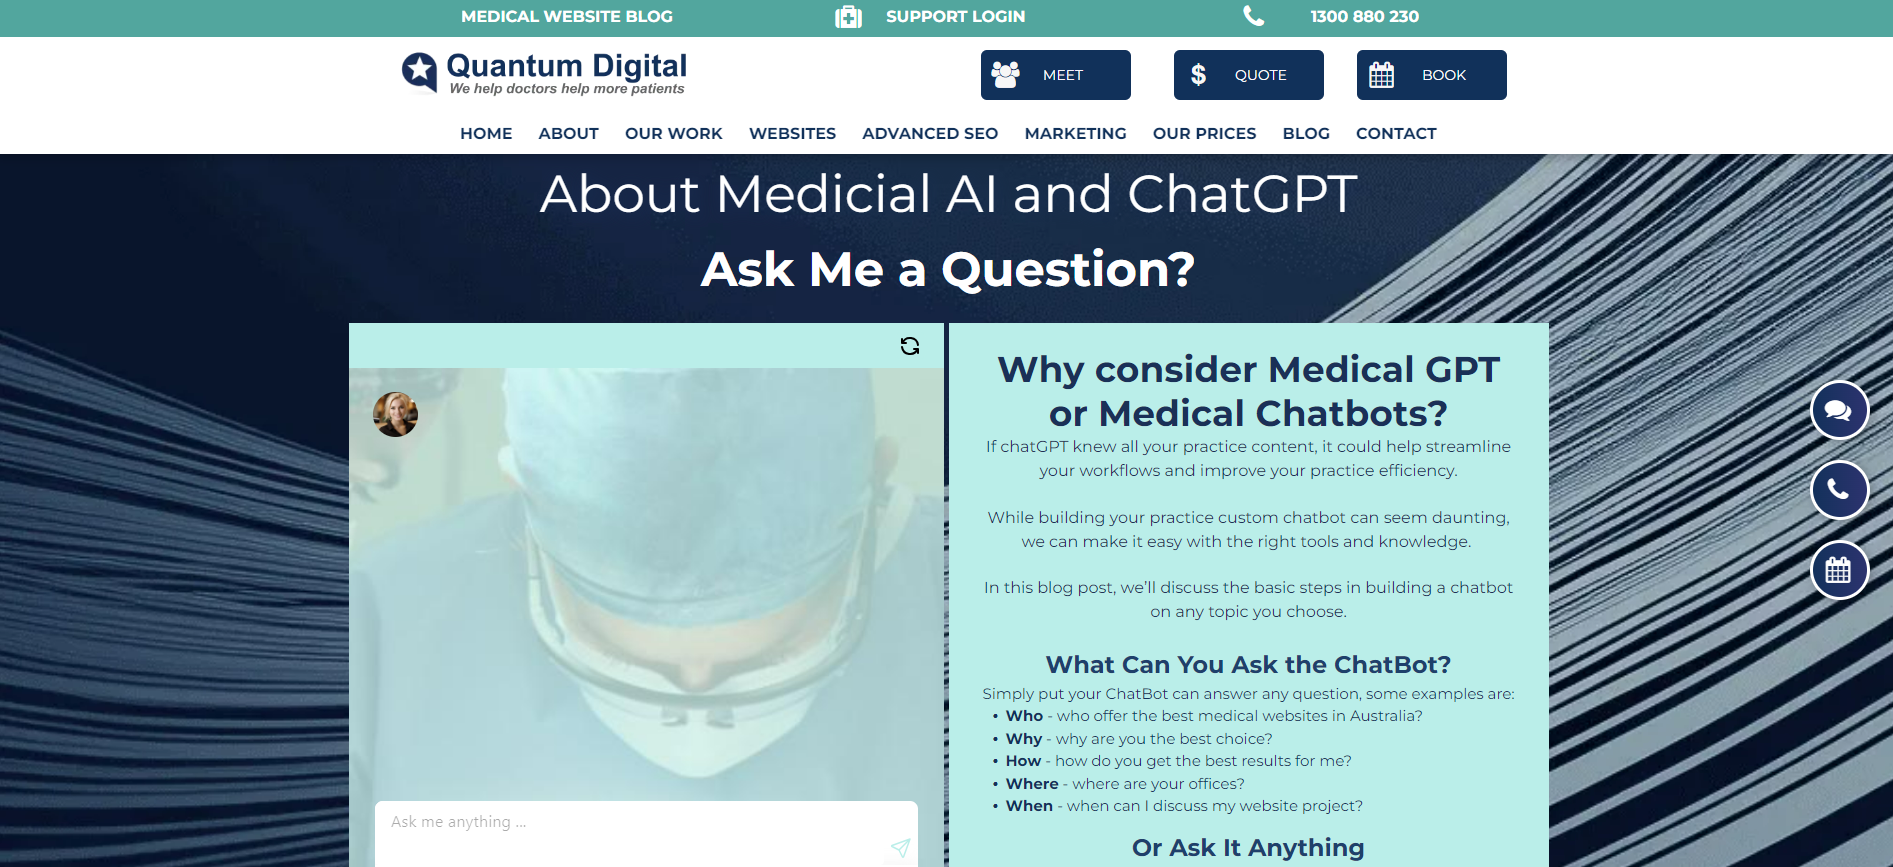 MEDICAL WEBSITE BLOG
SUPPORT LOGIN
1300 880 230
Quantum Digital
We help doctors help more patients
MEET
$ QUOTE
BOOK
HOME ABOUT OUR WORK WEBSITES ADVANCED SEO MARKETING OUR PRICES BLOG CONTACT
About Medicial AI and ChatGPT
Ask Me a Question?
Ask me anything ...
Why consider Medical GPT
or Medical Chatbots?
If chatGPT knew all your practice content, it could help streamline
your workflows and improve your practice efficiency.
While building your practice custom chatbot can seem daunting,
we can make it easy with the right tools and knowledge.
In this blog post, we'll discuss the basic steps in building a chatbot
on any topic you choose.
What Can You Ask the ChatBot?
Simply put your ChatBot can answer any question, some examples are:
• Who - who offer the best medical websites in Australia?
• Why - why are you the best choice?
• How - how do you get the best results for me?
• Where - where are your offices?
• When - when can I discuss my website project?
Or Ask It Anything